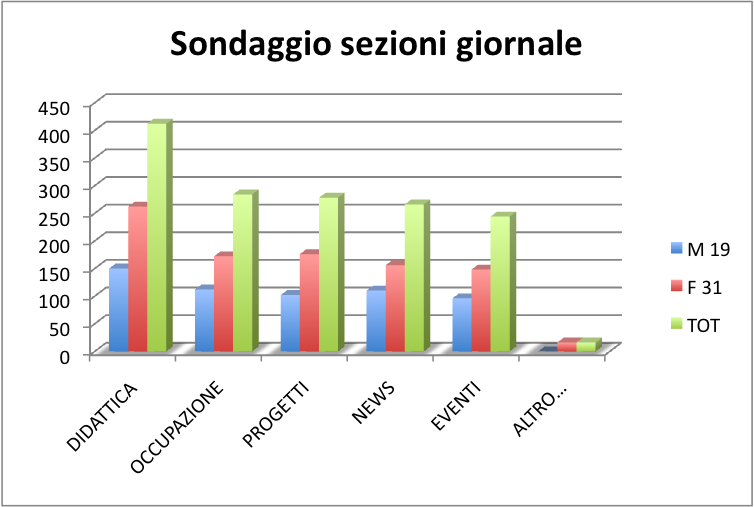 Sondaggio sezioni giornale
450
400
350
300
250
200
150
100
50
0
DIDATTICA
OCCUPAZIONE
PROGETTI
NEWS
EVENTI
ALTRO...
M 19
F 31
TOT